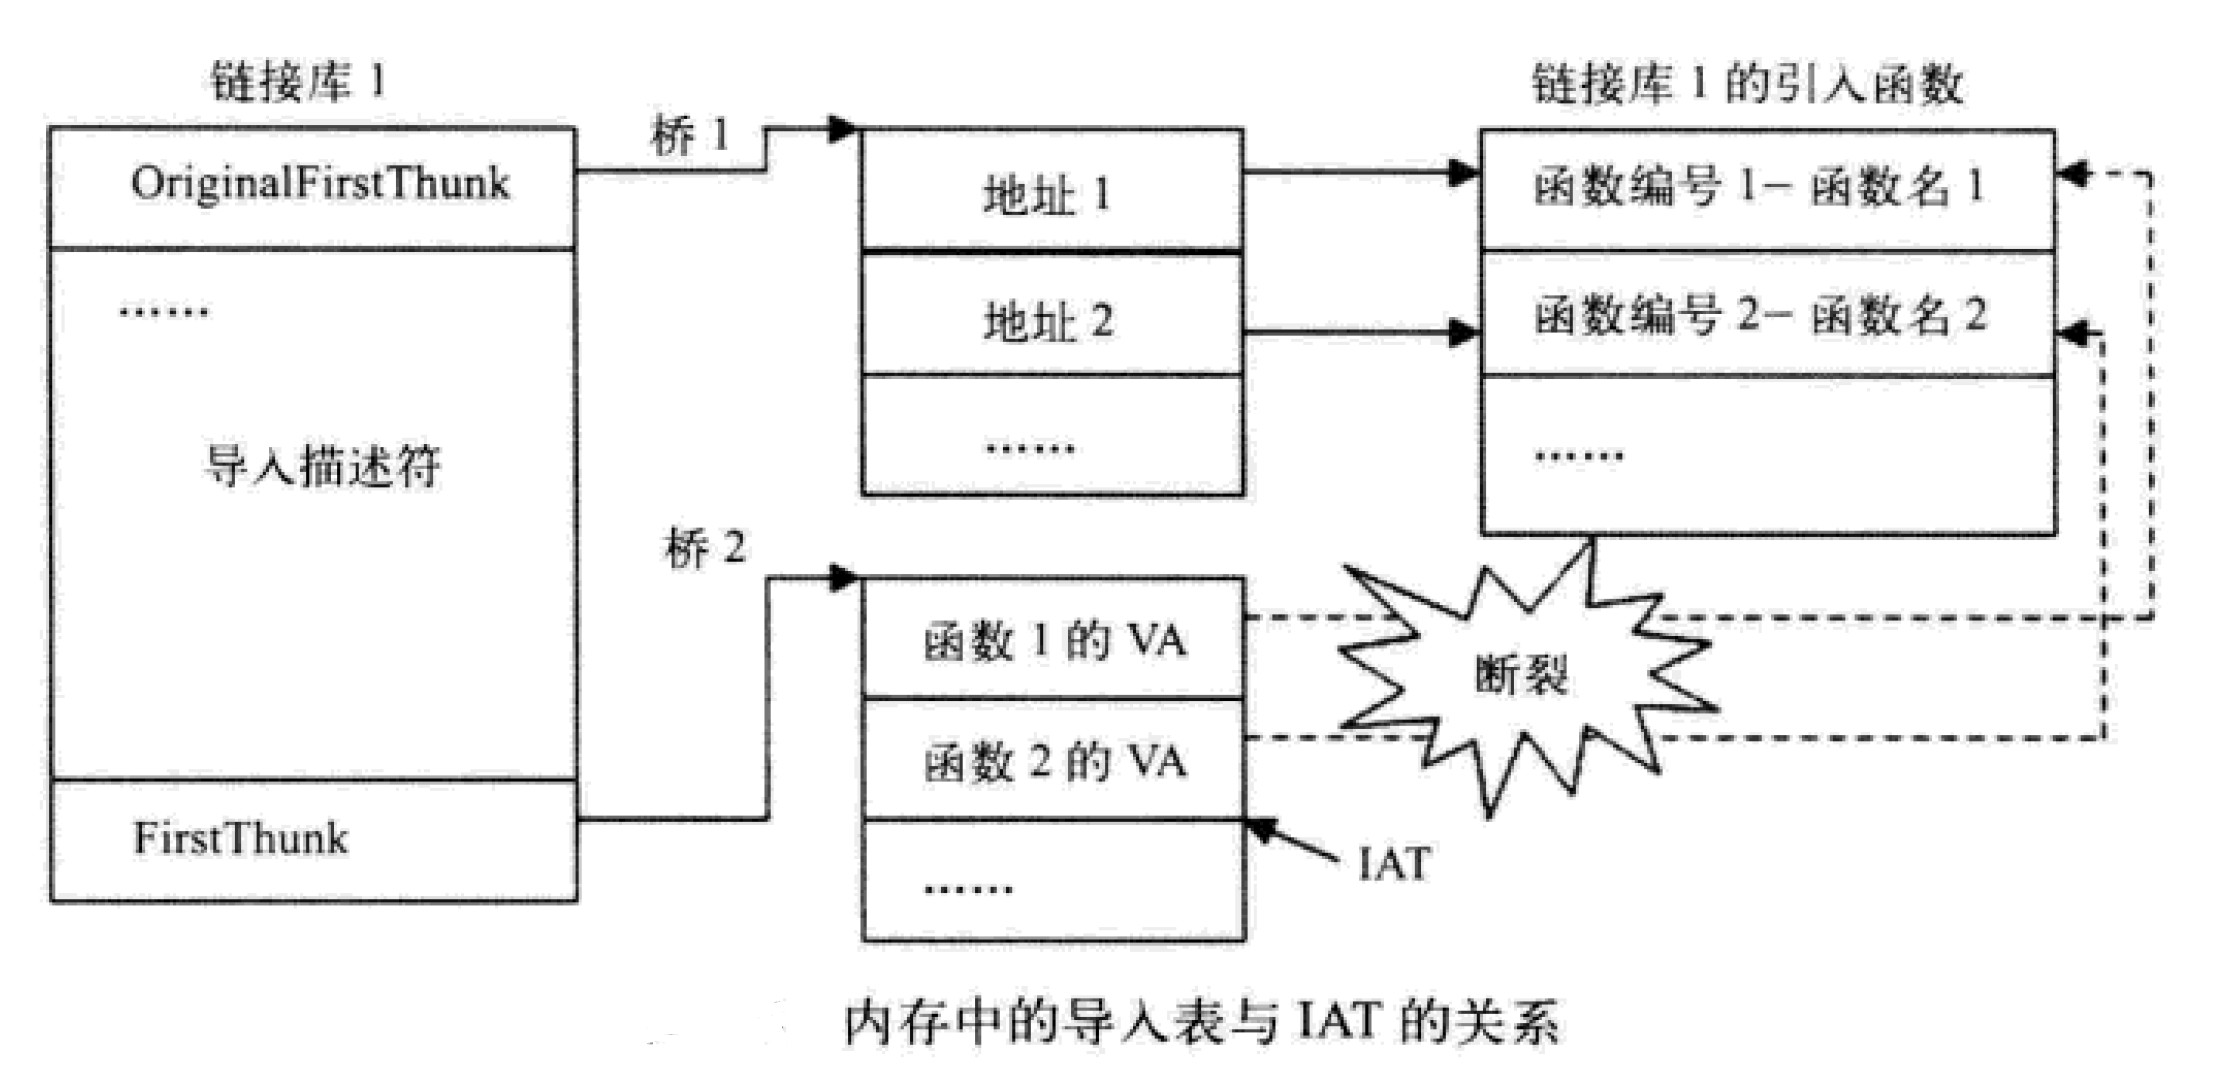 链接库 1
OriginalFirstThunk
......
导入描述符
FirstThunk
桥 1
地址 1
地址 2
......
桥 2
函数 1 的 VA
函数 2 的 VA
......
IAT
链接库 1 的引入函数
函数编号 1- 函数名 1
函数编号 2- 函数名 2
......
断裂
内存中的导入表与 IAT 的关系